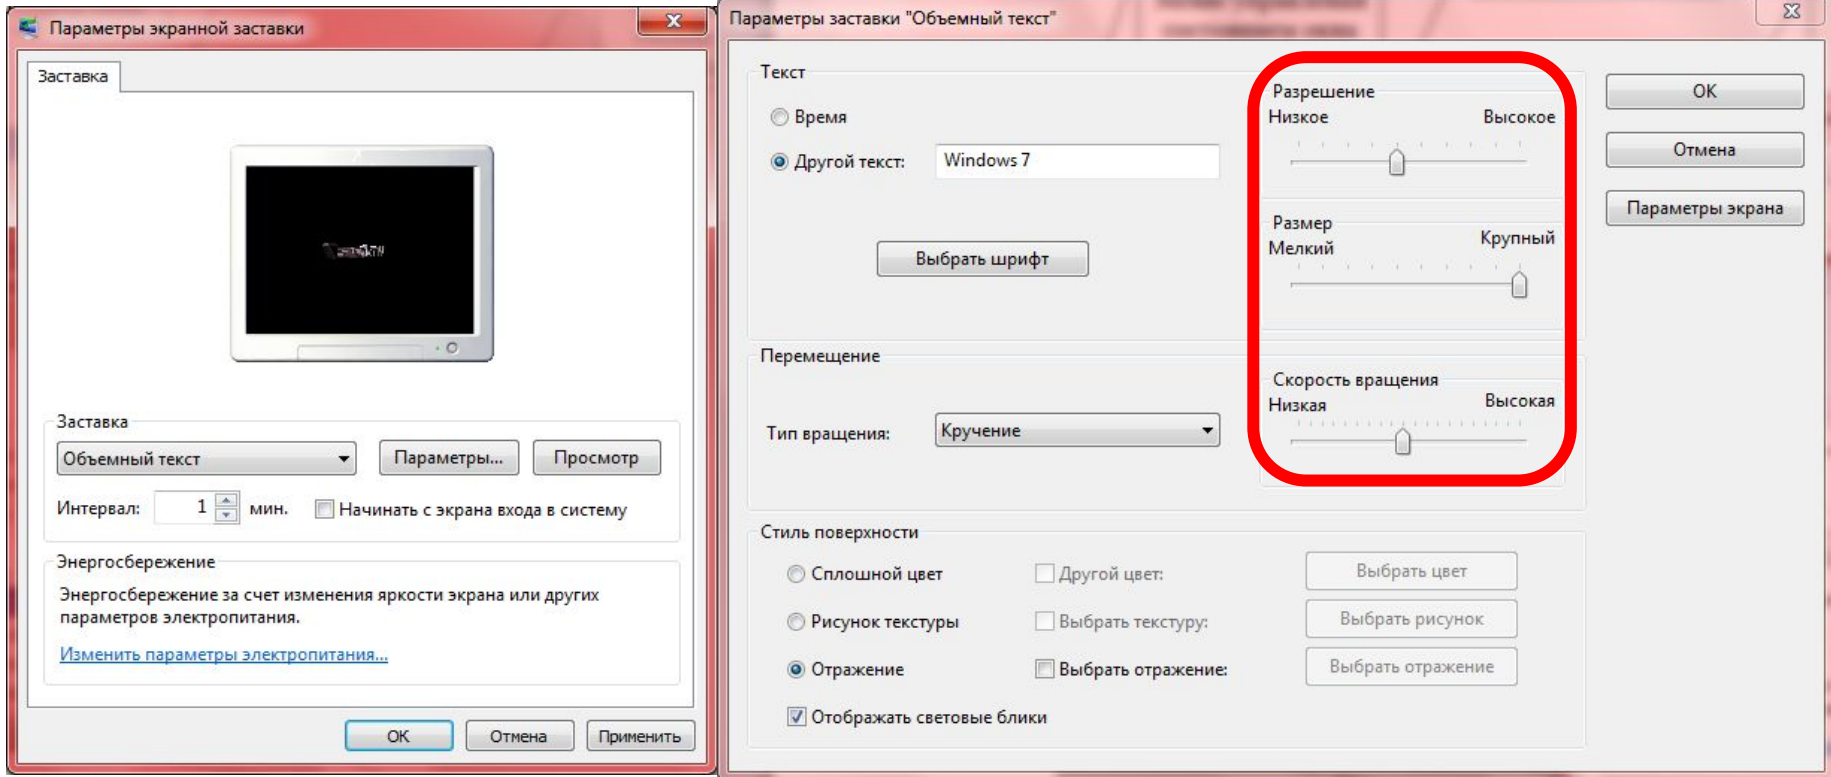 Параметры экранной заставки
Заставка
Заставка
Объемный текст
Параметры...
Просмотр
Интервал: 1 мин.
Начинать с экрана входа в систему
Энергосбережение
Энергосбережение за счет изменения яркости экрана или других
параметров электропитания.
Изменить параметры электропитания...
ОК
Отмена
Применить
Параметры заставки "Объемный текст"
Текст
Время
Другой текст: Windows 7
Выбрать шрифт
Разрешение
Низкое Высокое
Размер
Мелкий Крупный
Перемещение
Тип вращения: Кручение
Скорость вращения
Низкая Высокая
Стиль поверхности
Сплошной цвет
Другой цвет:
Выбрать цвет
Рисунок текстуры
Выбрать текстуру:
Выбрать рисунок
Отражение
Выбрать отражение:
Выбрать отражение
Отображать световые блики
ОК
Отмена
Параметры экрана